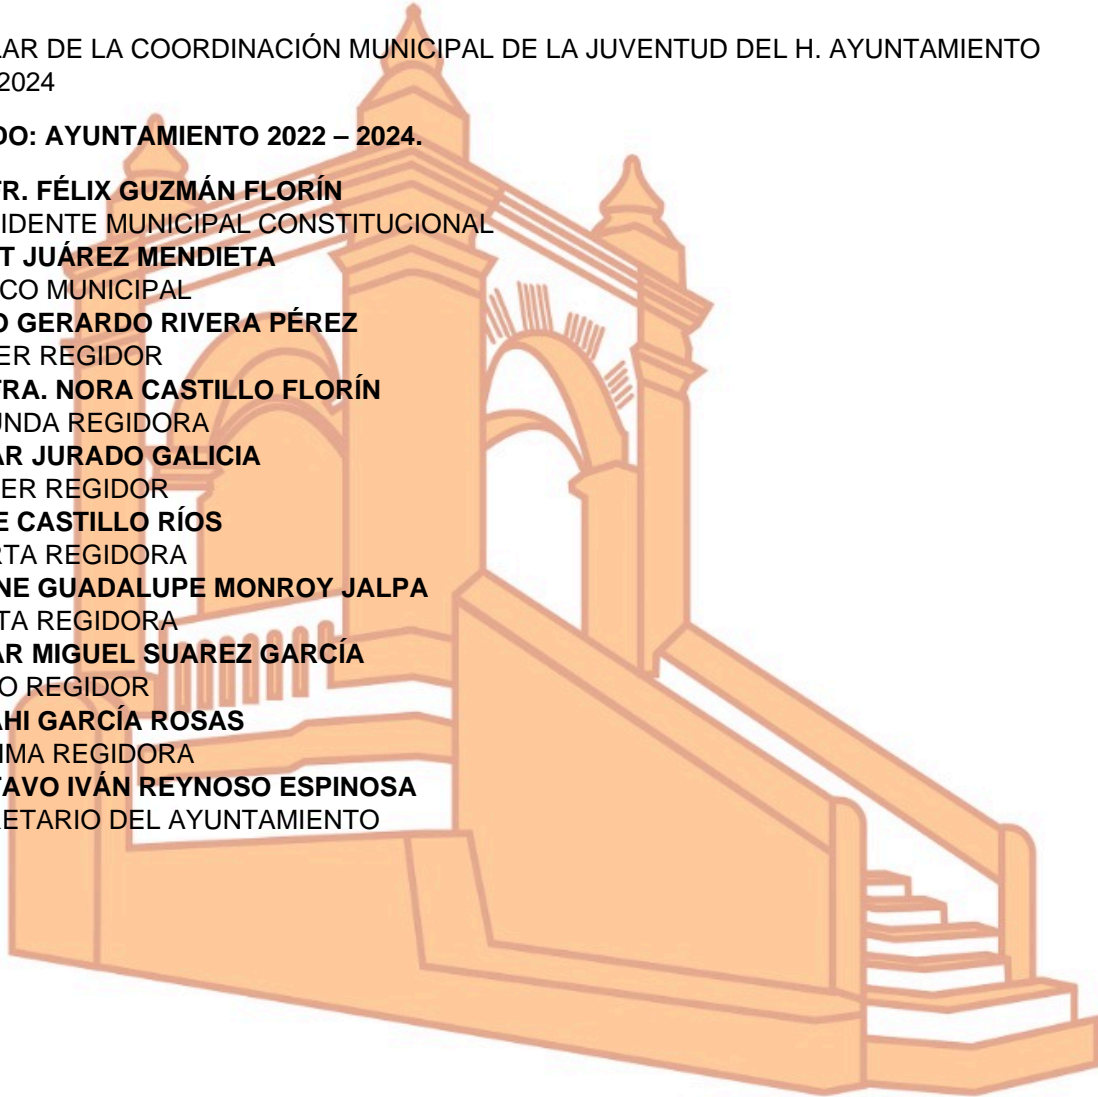 LAR DE LA COORDINACIÓN MUNICIPAL DE LA JUVENTUD DEL H. AYUNTAMIENTO
2024
DO: AYUNTAMIENTO 2022 – 2024.
TR. FÉLIX GUZMÁN FLORÍN
IDENTE MUNICIPAL CONSTITUCIONAL
T JUÁREZ MENDIETA
CO MUNICIPAL
O GERARDO RIVERA PÉREZ
ER REGIDOR
TRA. NORA CASTILLO FLORÍN
UNDA REGIDORA
AR JURADO GALICIA
ER REGIDOR
E CASTILLO RÍOS
RTA REGIDORA
NE GUADALUPE MONROY JALPA
TA REGIDORA
AR MIGUEL SUAREZ GARCÍA
O REGIDOR
AHI GARCÍA ROSAS
IMA REGIDORA
TAVO IVÁN REYNOSO ESPINOSA
ETARIO DEL AYUNTAMIENTO